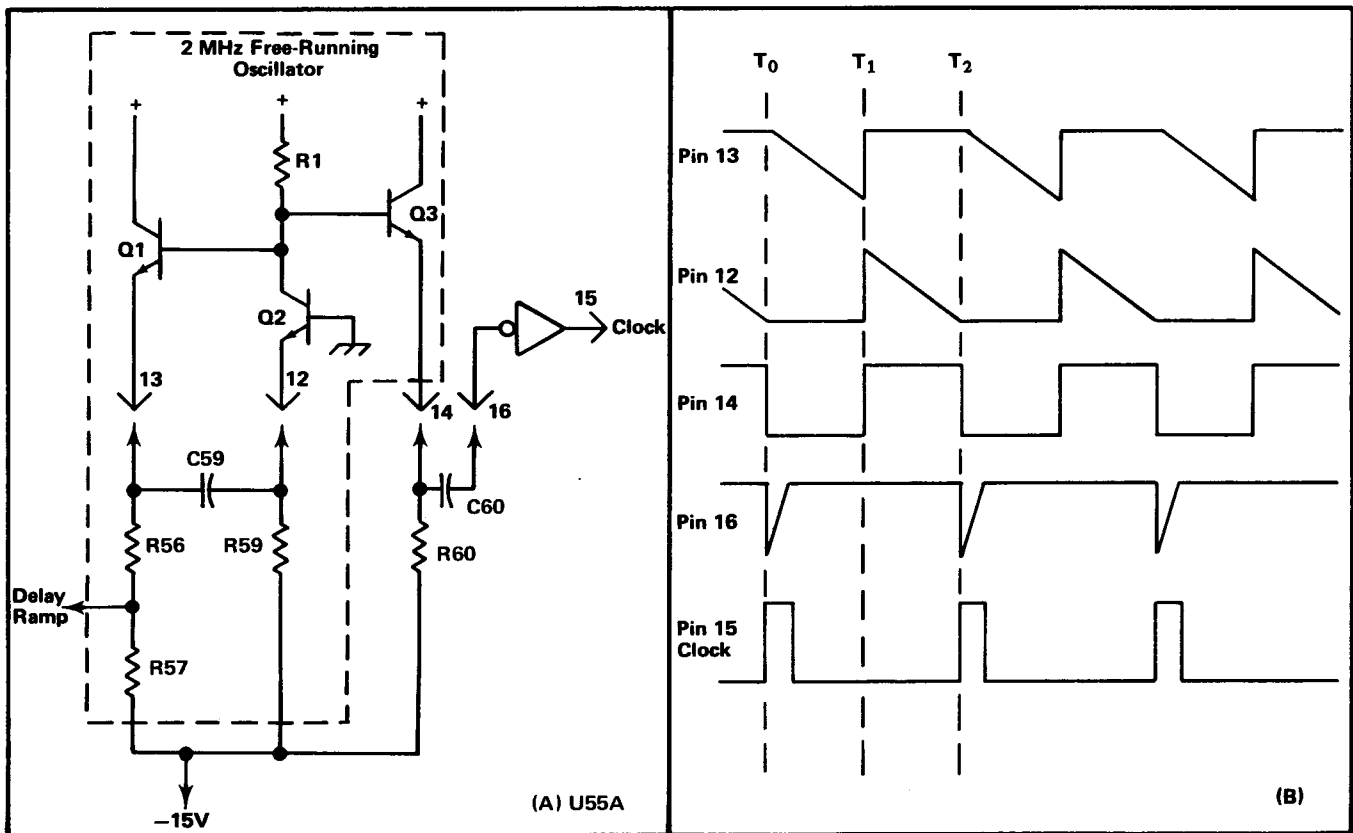 2 MHz Free-Running
Oscillator
+
+
+
R1
Q3
Q1
Q2
15
Clock
13
12
14
16
C59
C60
R56
R59
R60
Delay
Ramp
R57
−15V
(A) U55A
T0
T1
T2
Pin 13
Pin 12
Pin 14
Pin 16
Pin 15
Clock
(B)